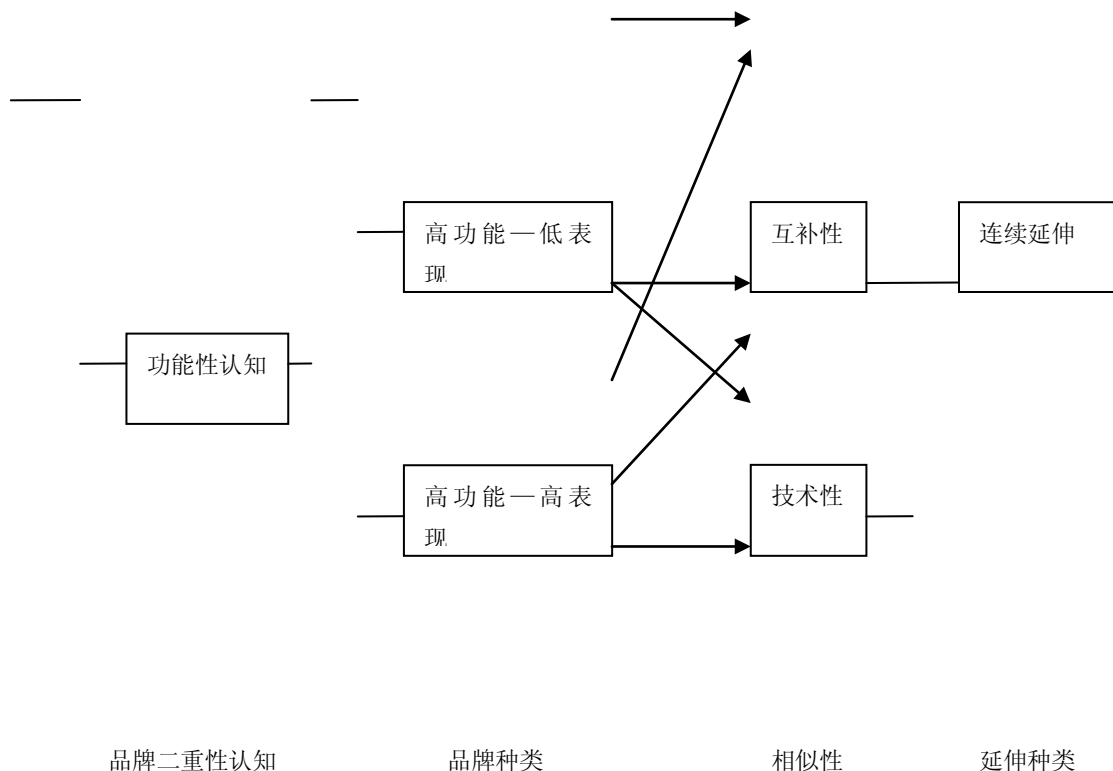 高功能—低表
现
互补性
连续延伸
功能性认知
高功能—高表
现
技术性
品牌二重性认知
品牌种类
相似性
延伸种类